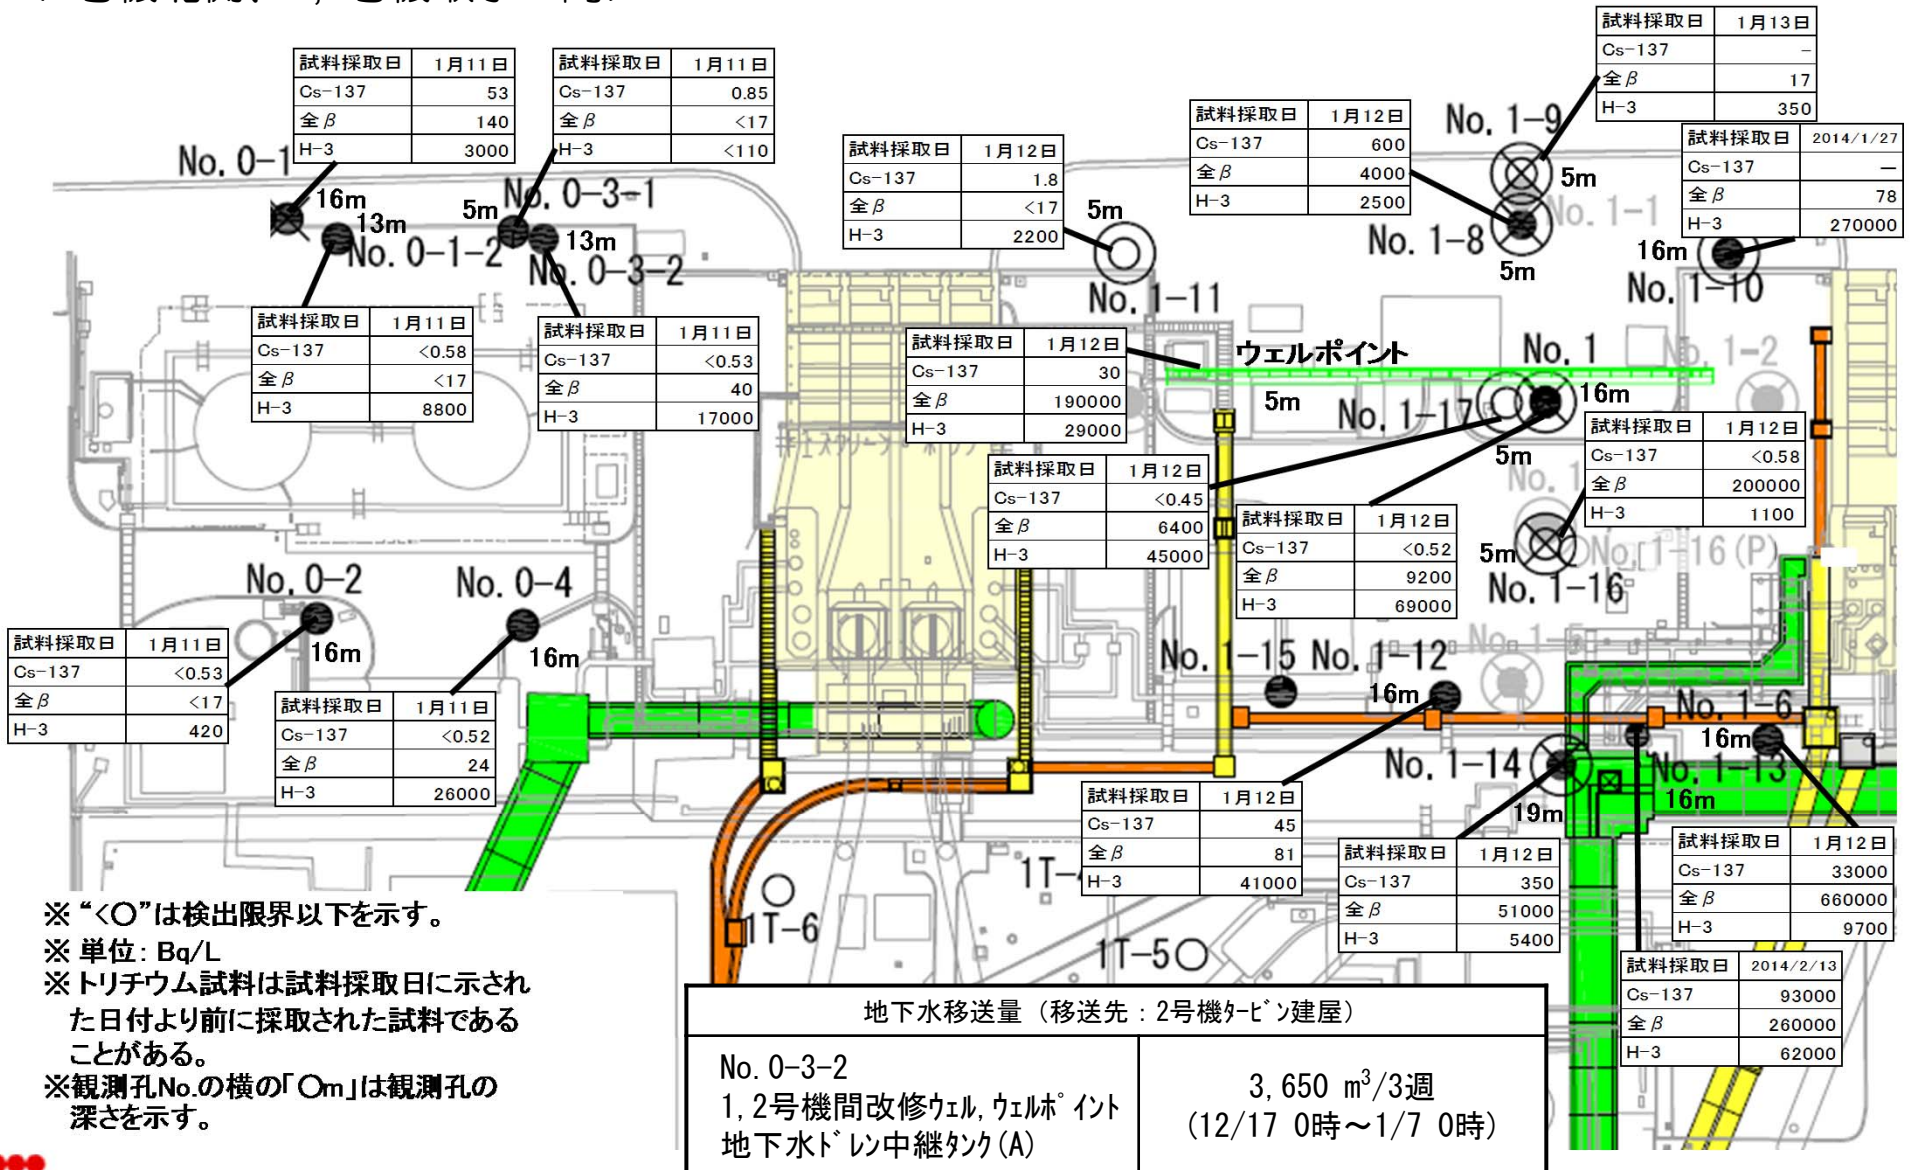 試料採取日 1月11日
Cs-137 53
全β 140
H-3 3000
試料採取日 1月11日
Cs-137 0.85
全β <17
H-3 <110
試料採取日 1月12日
Cs-137 1.8
全β <17
H-3 2200
試料採取日 1月12日
Cs-137 600
全β 4000
H-3 2500
試料採取日 1月13日
Cs-137 -
全β 17
H-3 350
試料採取日 2014/1/27
Cs-137 —
全β 78
H-3 270000
No. 0-1
16m
13m
No. 0-1-2
5m
No. 0-3-1
13m
No. 0-3-2
5m
No. 1-11
No. 1-9
5m
No. 1-1
No. 1-8
5m
16m
No. 1-10
試料採取日 1月11日
Cs-137 <0.58
全β <17
H-3 8800
試料採取日 1月11日
Cs-137 <0.53
全β 40
H-3 17000
試料採取日 1月12日
Cs-137 30
全β 190000
H-3 29000
ウェルポイント
5m
No. 1
16m
No. 1-2
No. 1-17
5m
試料採取日 1月12日
Cs-137 <0.45
全β 6400
H-3 45000
試料採取日 1月12日
Cs-137 <0.52
全β 9200
H-3 69000
試料採取日 1月12日
Cs-137 <0.58
全β 200000
H-3 1100
5m
No. 1-16
No. 1-16(P)
No. 0-2
16m
No. 0-4
16m
No. 1-15
No. 1-12
16m
No. 1-5
No. 1-6
16m
No. 1-14
19m
No. 1-13
16m
試料採取日 1月11日
Cs-137 <0.53
全β <17
H-3 420
試料採取日 1月11日
Cs-137 <0.52
全β 24
H-3 26000
試料採取日 1月12日
Cs-137 45
全β 81
H-3 41000
試料採取日 1月12日
Cs-137 350
全β 51000
H-3 5400
試料採取日 1月12日
Cs-137 33000
全β 660000
H-3 9700
試料採取日 2014/2/13
Cs-137 93000
全β 260000
H-3 62000
1T-6
1T-5
※ “<○”は検出限界以下を示す。
※ 単位: Bq/L
※ トリチウム試料は試料採取日に示され
た日付より前に採取された試料である
ことがある。
※観測孔No.の横の「○m」は観測孔の
深さを示す。
地下水移送量（移送先：2号機ﾀｰﾋﾞﾝ建屋）
No. 0-3-2
1,2号機間改修ｳｪﾙ,ｳｪﾙﾎﾟｲﾝﾄ
地下水ﾄﾞﾚﾝ中継ﾀﾝｸ(A)
3,650 m³/3週
(12/17 0時～1/7 0時)